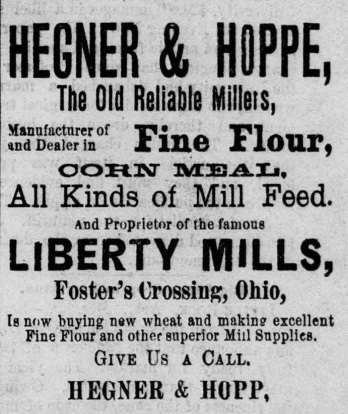 HEGNER & HOPPE,
The Old Reliable Millers,
Manufacturer of
and Dealer in Fine Flour,
CORN MEAL,
All Kinds of Mill Feed.
And Proprietor of the famous
LIBERTY MILLS,
Foster's Crossing, Ohio,
Is now buying new wheat and making excellent
Fine Flour and other superior Mill Supplies.
GIVE US A CALL.
HEGNER & HOPP,